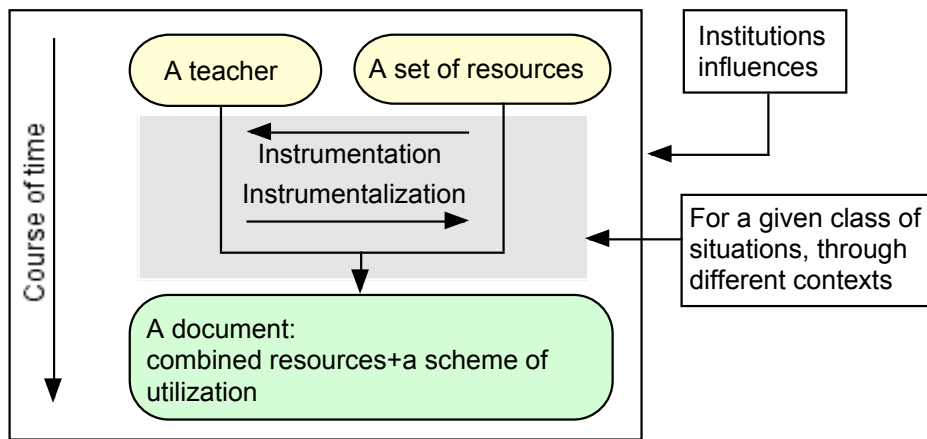 A teacher
A set of resources
Institutions
influences
Course of time
Instrumentation
Instrumentalization
For a given class of
situations, through
different contexts
A document:
combined resources+a scheme of
utilization